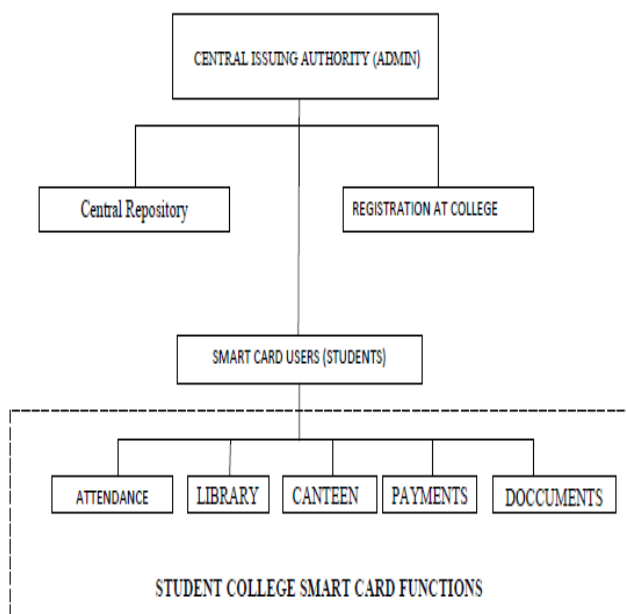 CENTRAL ISSUING AUTHORITY (ADMIN)
Central Repository
REGISTRATION AT COLLEGE
SMART CARD USERS (STUDENTS)
ATTENDANCE
LIBRARY
CANTEEN
PAYMENTS
DOCCUMENTS
STUDENT COLLEGE SMART CARD FUNCTIONS